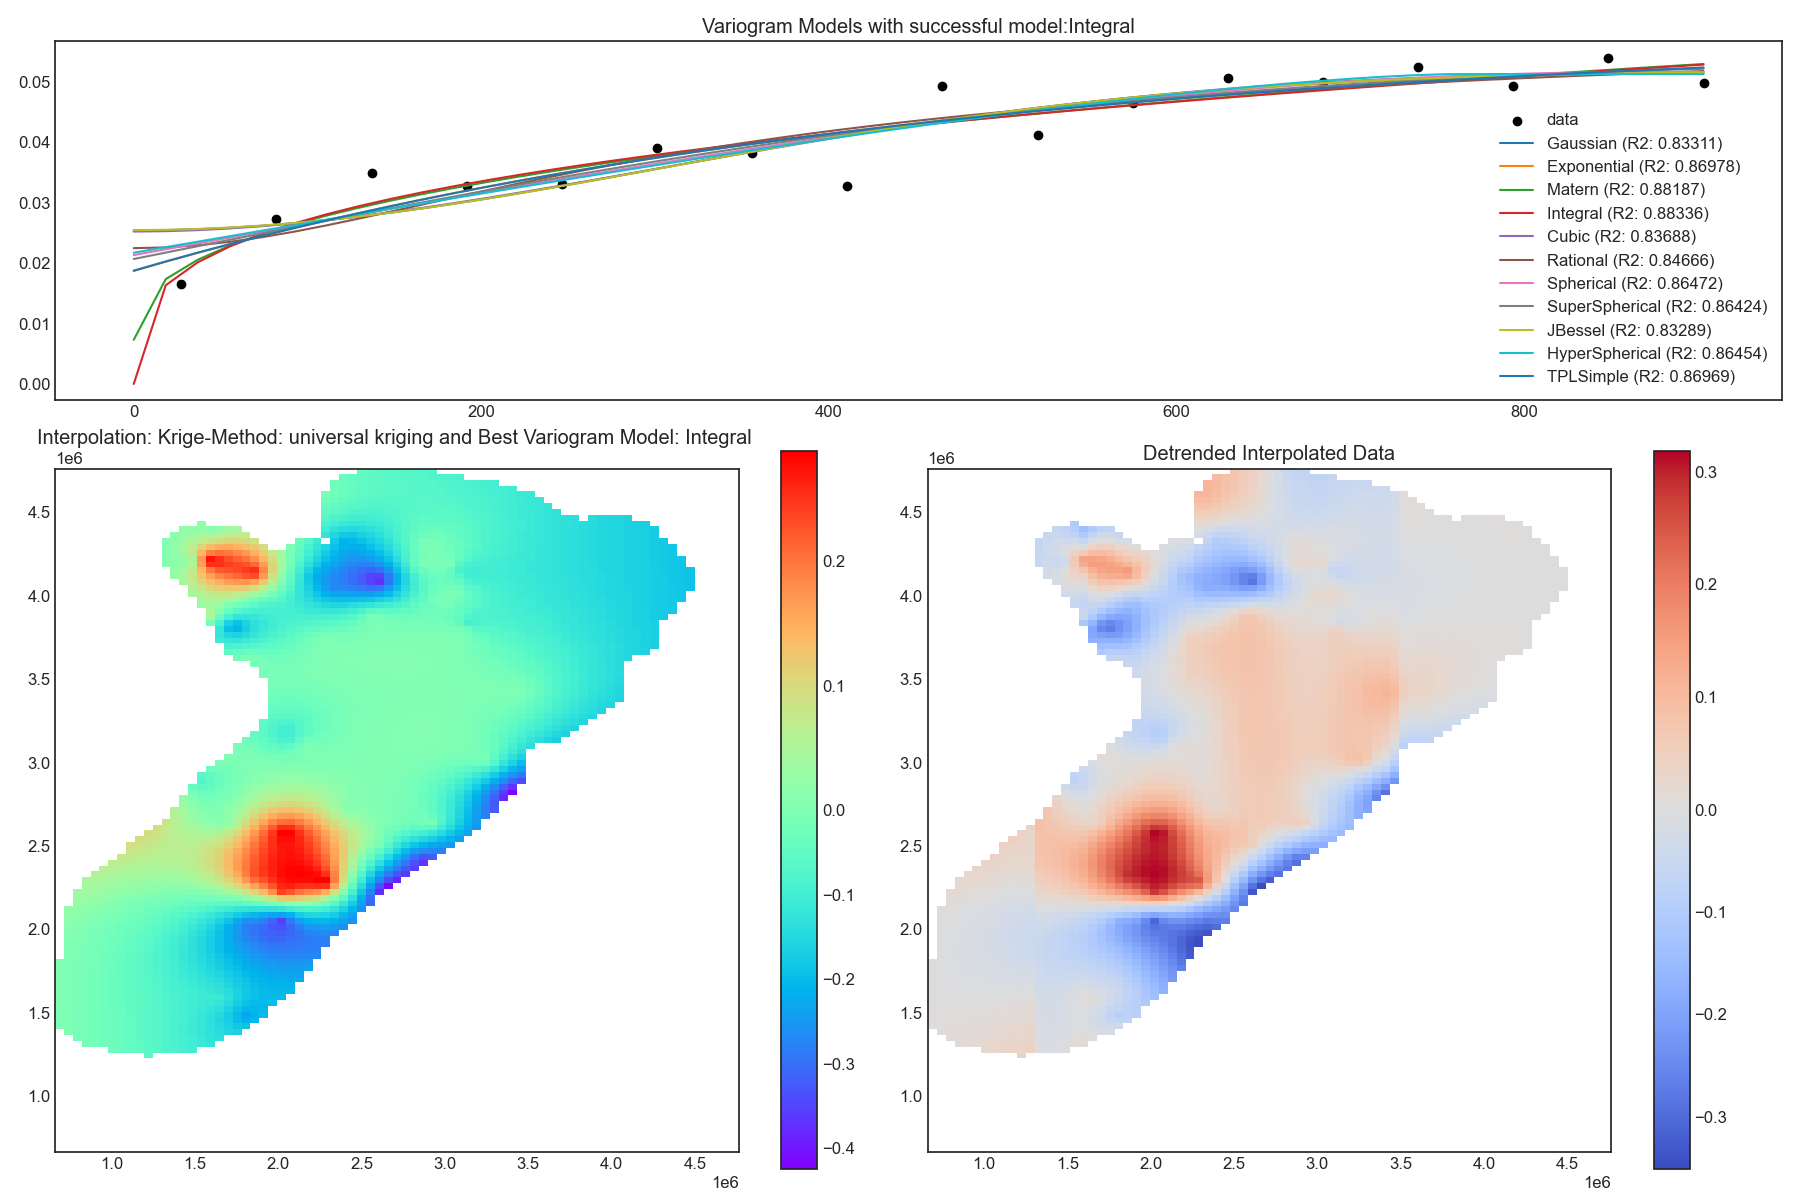 Variogram Models with successful model:Integral
0.05
0.04
0.03
0.02
0.01
0.00
data
Gaussian (R2: 0.83311)
Exponential (R2: 0.86978)
Matern (R2: 0.88187)
Integral (R2: 0.88336)
Cubic (R2: 0.83688)
Rational (R2: 0.84666)
Spherical (R2: 0.86472)
SuperSpherical (R2: 0.86424)
JBessel (R2: 0.83289)
HyperSpherical (R2: 0.86454)
TPLSimple (R2: 0.86969)
0 200 400 600 800
Interpolation: Krige-Method: universal kriging and Best Variogram Model: Integral
1e6
4.5
4.0
3.5
3.0
2.5
2.0
1.5
1.0
1.0 1.5 2.0 2.5 3.0 3.5 4.0 4.5
1e6
0.2
0.1
0.0
−0.1
−0.2
−0.3
−0.4
Detrended Interpolated Data
1e6
4.5
4.0
3.5
3.0
2.5
2.0
1.5
1.0
1.0 1.5 2.0 2.5 3.0 3.5 4.0 4.5
1e6
0.3
0.2
0.1
0.0
−0.1
−0.2
−0.3